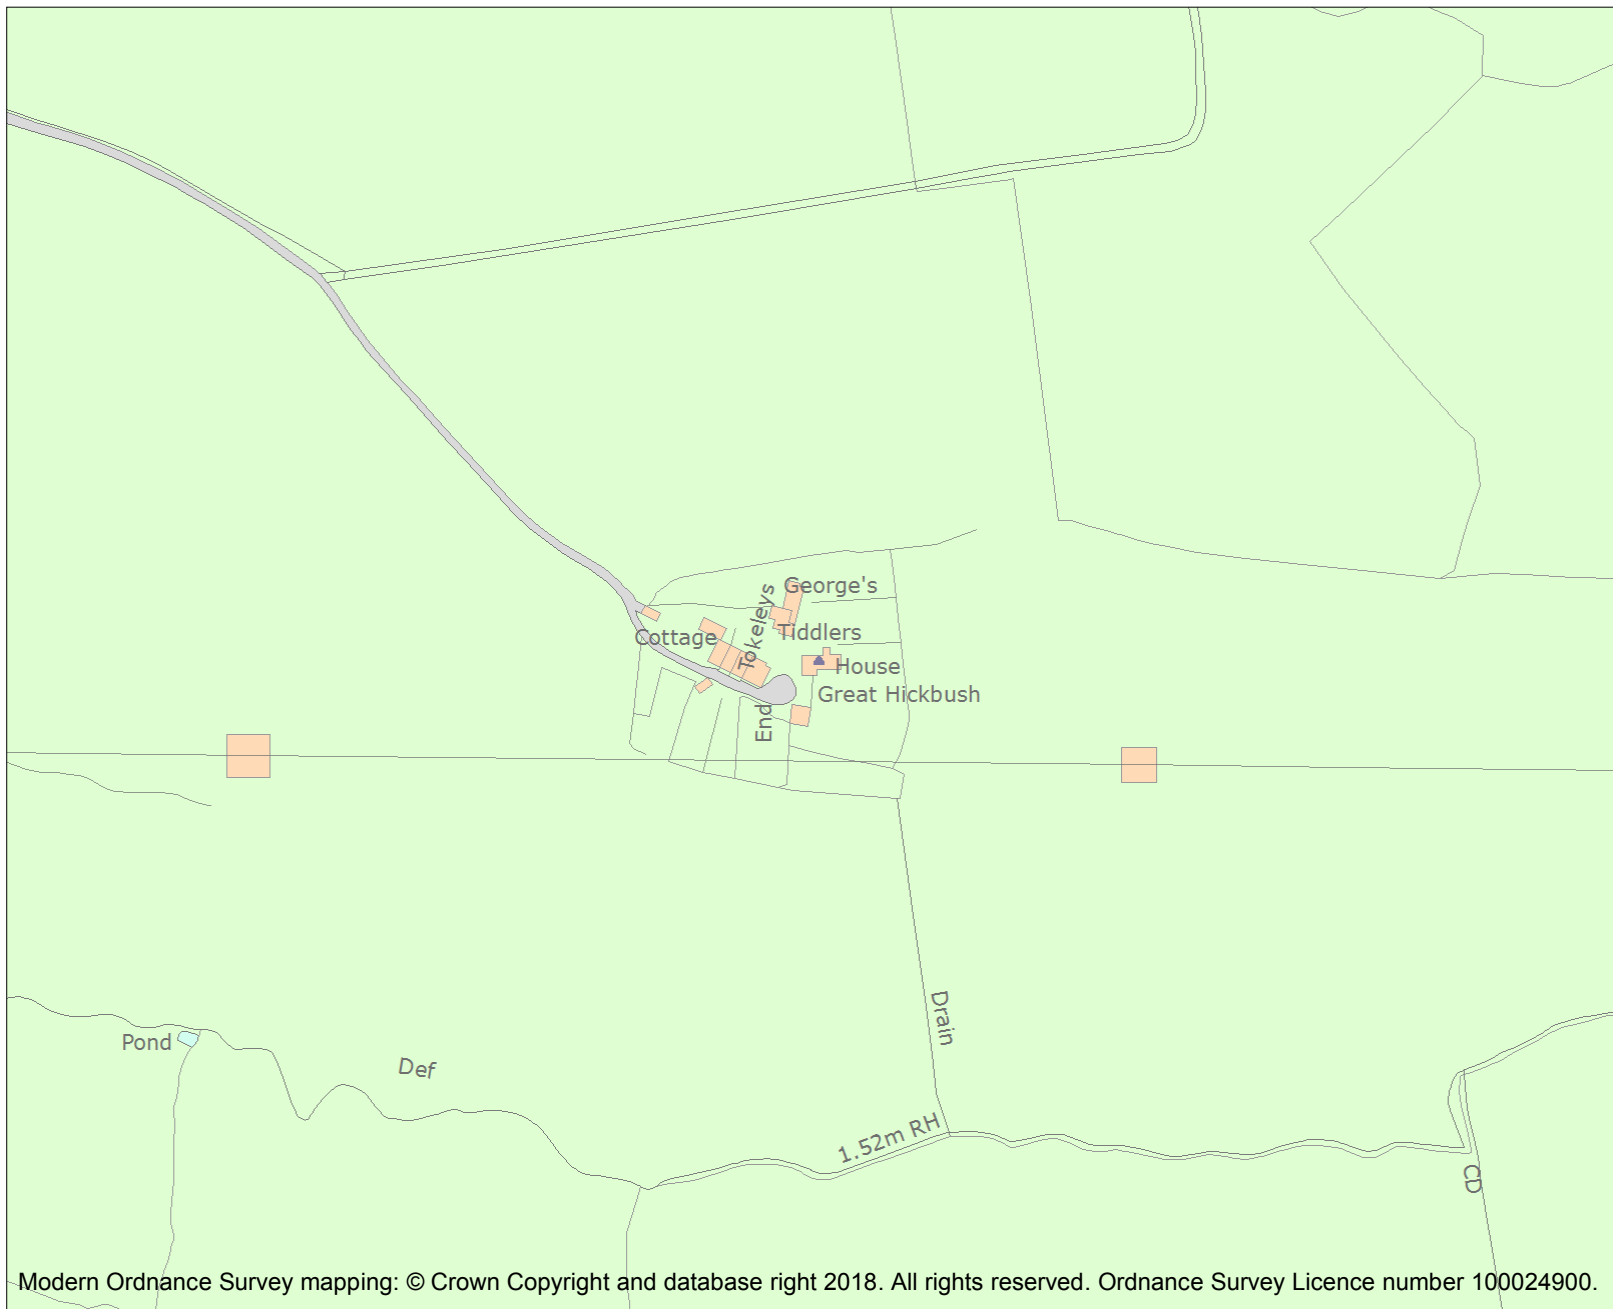 George's
Tokeleys
Tiddlers
Cottage
House
Great Hickbush
End
Drain
Pond
Def
1.52m RH
CD
Modern Ordnance Survey mapping: © Crown Copyright and database right 2018. All rights reserved. Ordnance Survey Licence number 100024900.